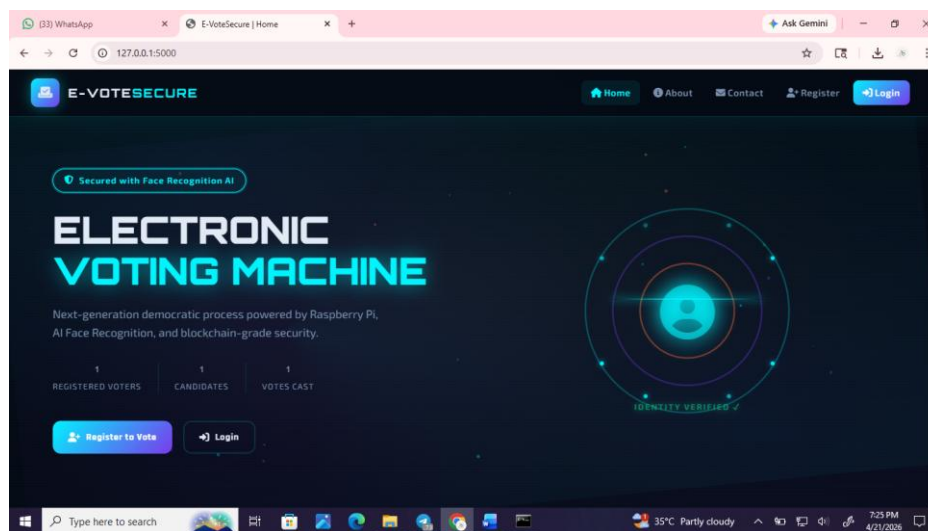 (33) WhatsApp
E-VoteSecure | Home
Ask Gemini
127.0.0.1:5000
E-VOTESECURE
Home
About
Contact
Register
Login
Secured with Face Recognition AI
ELECTRONIC
VOTING MACHINE
Next-generation democratic process powered by Raspberry Pi,
AI Face Recognition, and blockchain-grade security.
1 1 1
REGISTERED VOTERS CANDIDATES VOTES CAST
IDENTITY VERIFIED ✓
Register to Vote
Login
Type here to search
35°C Partly cloudy
7:25 PM
4/21/2026